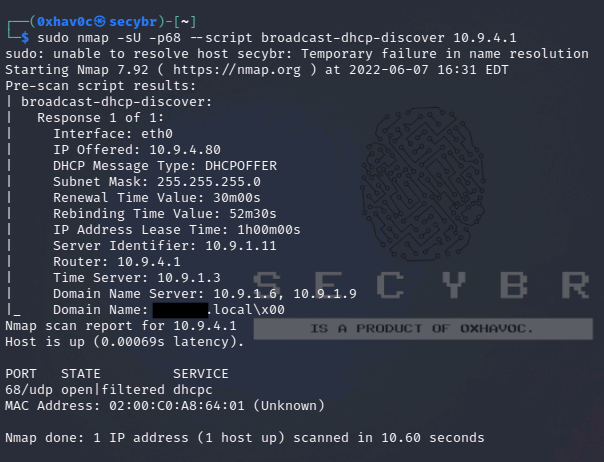 ┌──(0xhav0c㉿secybr)-[~]
└─$ sudo nmap -sU -p68 --script broadcast-dhcp-discover 10.9.4.1
sudo: unable to resolve host secybr: Temporary failure in name resolution
Starting Nmap 7.92 ( https://nmap.org ) at 2022-06-07 16:31 EDT
Pre-scan script results:
| broadcast-dhcp-discover:
|   Response 1 of 1:
|     Interface: eth0
|     IP Offered: 10.9.4.80
|     DHCP Message Type: DHCPOFFER
|     Subnet Mask: 255.255.255.0
|     Renewal Time Value: 30m00s
|     Rebinding Time Value: 52m30s
|     IP Address Lease Time: 1h00m00s
|     Server Identifier: 10.9.1.11
|     Router: 10.9.4.1
|     Time Server: 10.9.1.3
|     Domain Name Server: 10.9.1.6, 10.9.1.9
|_    Domain Name: .local\x00
Nmap scan report for 10.9.4.1
Host is up (0.00069s latency).
PORT   STATE         SERVICE
68/udp open|filtered dhcpc
MAC Address: 02:00:C0:A8:64:01 (Unknown)
Nmap done: 1 IP address (1 host up) scanned in 10.60 seconds
SECYBR
IS A PRODUCT OF 0XHAV0C.